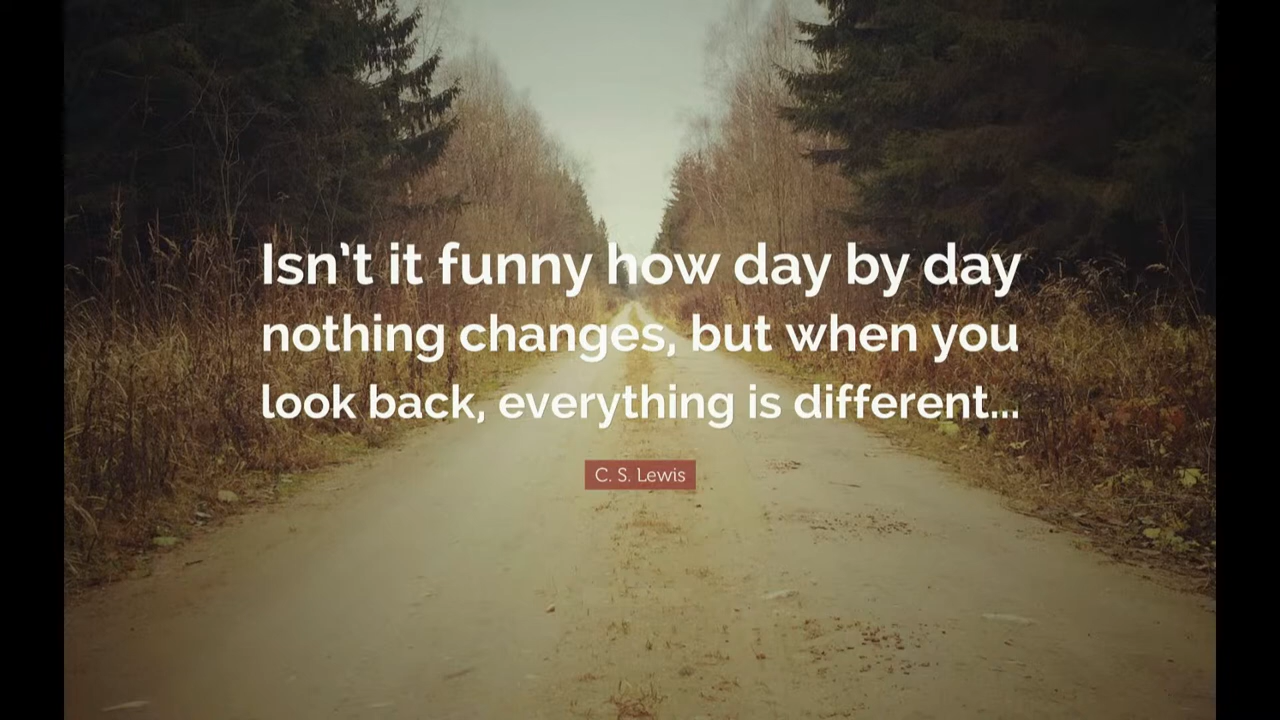 Isn’t it funny how day by day
nothing changes, but when you
look back, everything is different...
C. S. Lewis